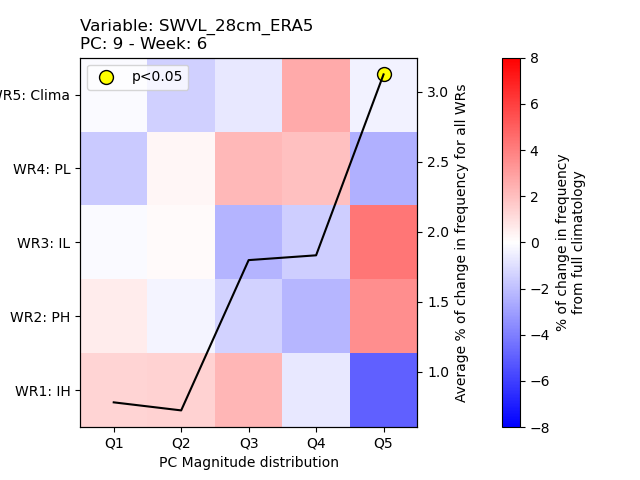 Variable: SWVL_28cm_ERA5
PC: 9 - Week: 6
p<0.05
R5: Clima
WR4: PL
WR3: IL
WR2: PH
WR1: IH
Q1 Q2 Q3 Q4 Q5
PC Magnitude distribution
3.0
2.5
2.0
1.5
1.0
Average % of change in frequency for all WRs
8
6
4
2
0
−2
−4
−6
−8
% of change in frequency
from full climatology